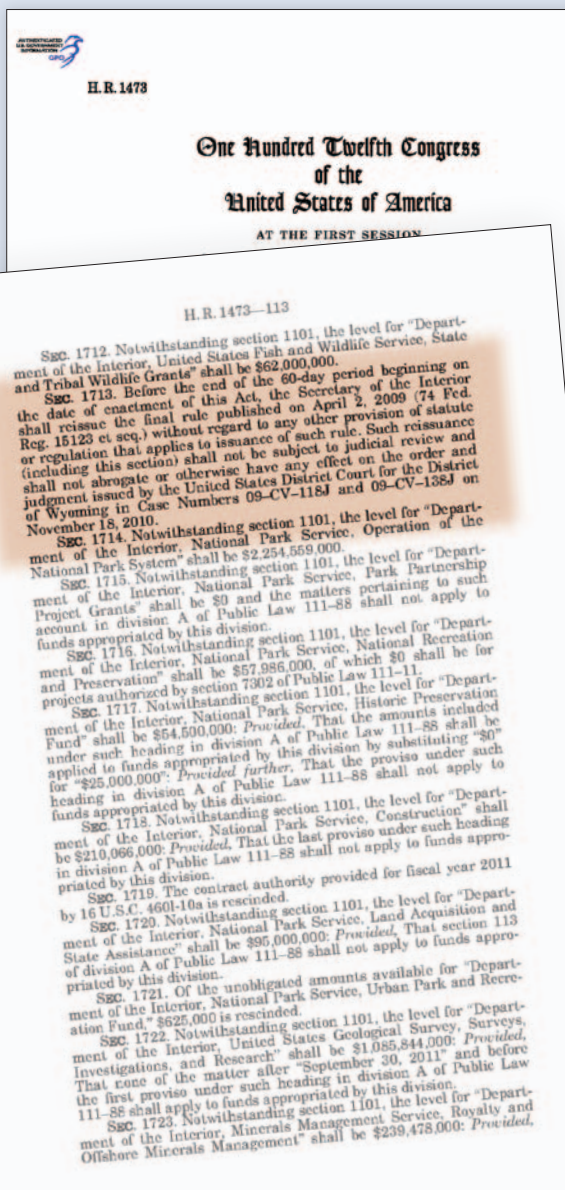 AUTHENTICATED
U.S. GOVERNMENT
INFORMATION
GPO
H. R. 1473
One Hundred Twelfth Congress
of the
United States of America
AT THE FIRST SESSION
H. R. 1473—113
SEC. 1712. Notwithstanding section 1101, the level for "Depart-
ment of the Interior, United States Fish and Wildlife Service, State
and Tribal Wildlife Grants" shall be $62,000,000.
SEC. 1713. Before the end of the 60-day period beginning on
the date of enactment of this Act, the Secretary of the Interior
shall reissue the final rule published on April 2, 2009 (74 Fed.
Reg. 15123 et seq.) without regard to any other provision of statute
or regulation that applies to issuance of such rule. Such reissuance
(including this section) shall not be subject to judicial review and
shall not abrogate or otherwise have any effect on the order and
judgment issued by the United States District Court for the District
of Wyoming in Case Numbers 09–CV–118J and 09–CV–138J on
November 18, 2010.
SEC. 1714. Notwithstanding section 1101, the level for "Depart-
ment of the Interior, National Park Service, Operation of the
National Park System" shall be $2,254,559,000.
SEC. 1715. Notwithstanding section 1101, the level for "Depart-
ment of the Interior, National Park Service, Park Partnership
Project Grants" shall be $0 and the matters pertaining to such
account in division A of Public Law 111–88 shall not apply to
funds appropriated by this division.
SEC. 1716. Notwithstanding section 1101, the level for "Depart-
ment of the Interior, National Park Service, National Recreation
and Preservation" shall be $57,986,000, of which $0 shall be for
projects authorized by section 7302 of Public Law 111–11.
SEC. 1717. Notwithstanding section 1101, the level for "Depart-
ment of the Interior, National Park Service, Historic Preservation
Fund" shall be $54,500,000: Provided, That the amounts included
under such heading in division A of Public Law 111–88 shall be
applied to funds appropriated by this division by substituting "$0"
for "$25,000,000": Provided further, That the proviso under such
heading in division A of Public Law 111–88 shall not apply to
funds appropriated by this division.
SEC. 1718. Notwithstanding section 1101, the level for "Depart-
ment of the Interior, National Park Service, Construction" shall
be $210,066,000: Provided, That the last proviso under such heading
in division A of Public Law 111–88 shall not apply to funds appro-
priated by this division.
SEC. 1719. The contract authority provided for fiscal year 2011
by 16 U.S.C. 460l-10a is rescinded.
SEC. 1720. Notwithstanding section 1101, the level for "Depart-
ment of the Interior, National Park Service, Land Acquisition and
State Assistance" shall be $95,000,000: Provided, That section 113
of division A of Public Law 111–88 shall not apply to funds appro-
priated by this division.
SEC. 1721. Of the unobligated amounts available for "Depart-
ment of the Interior, National Park Service, Urban Park and Recre-
ation Fund," $625,000 is rescinded.
SEC. 1722. Notwithstanding section 1101, the level for "Depart-
ment of the Interior, United States Geological Survey, Surveys,
Investigations, and Research" shall be $1,085,844,000: Provided,
That none of the matter after "September 30, 2011" and before
the first proviso under such heading in division A of Public Law
111–88 shall apply to funds appropriated by this division.
SEC. 1723. Notwithstanding section 1101, the level for "Depart-
ment of the Interior, Minerals Management Service, Royalty and
Offshore Minerals Management" shall be $239,478,000: Provided,